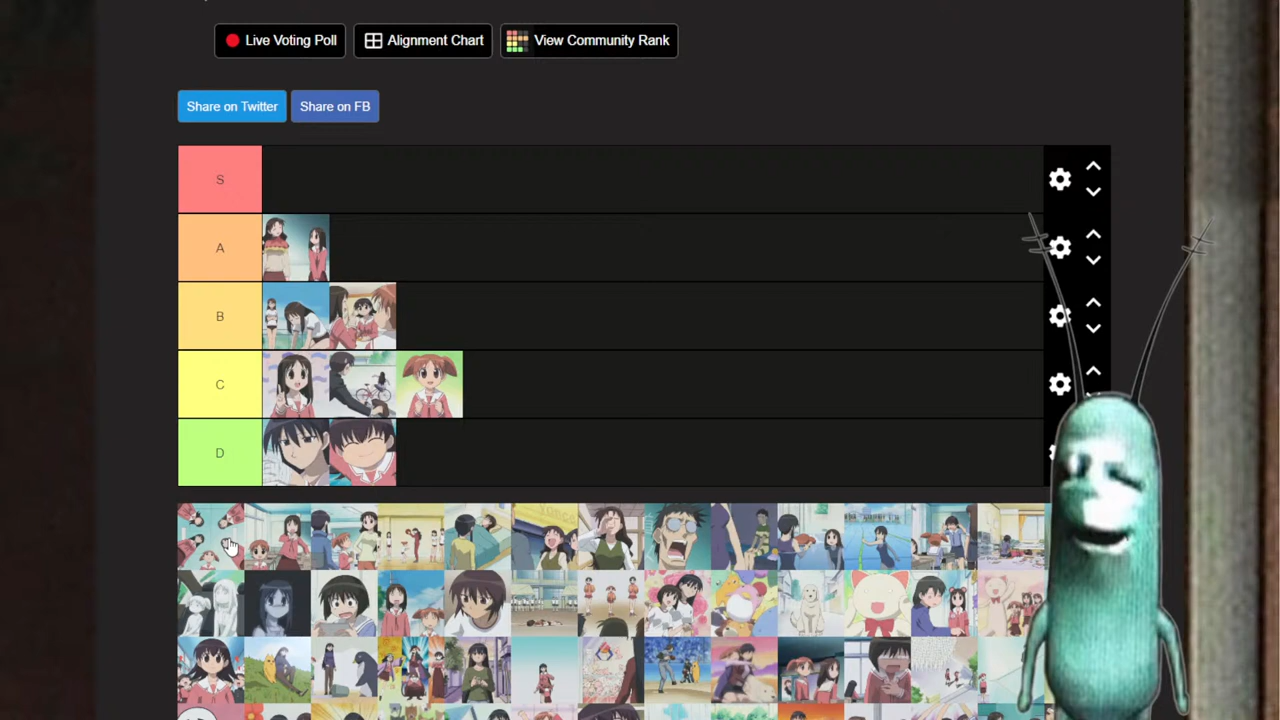 Live Voting Poll
Alignment Chart
View Community Rank
Share on Twitter
Share on FB
S
A
B
C
D